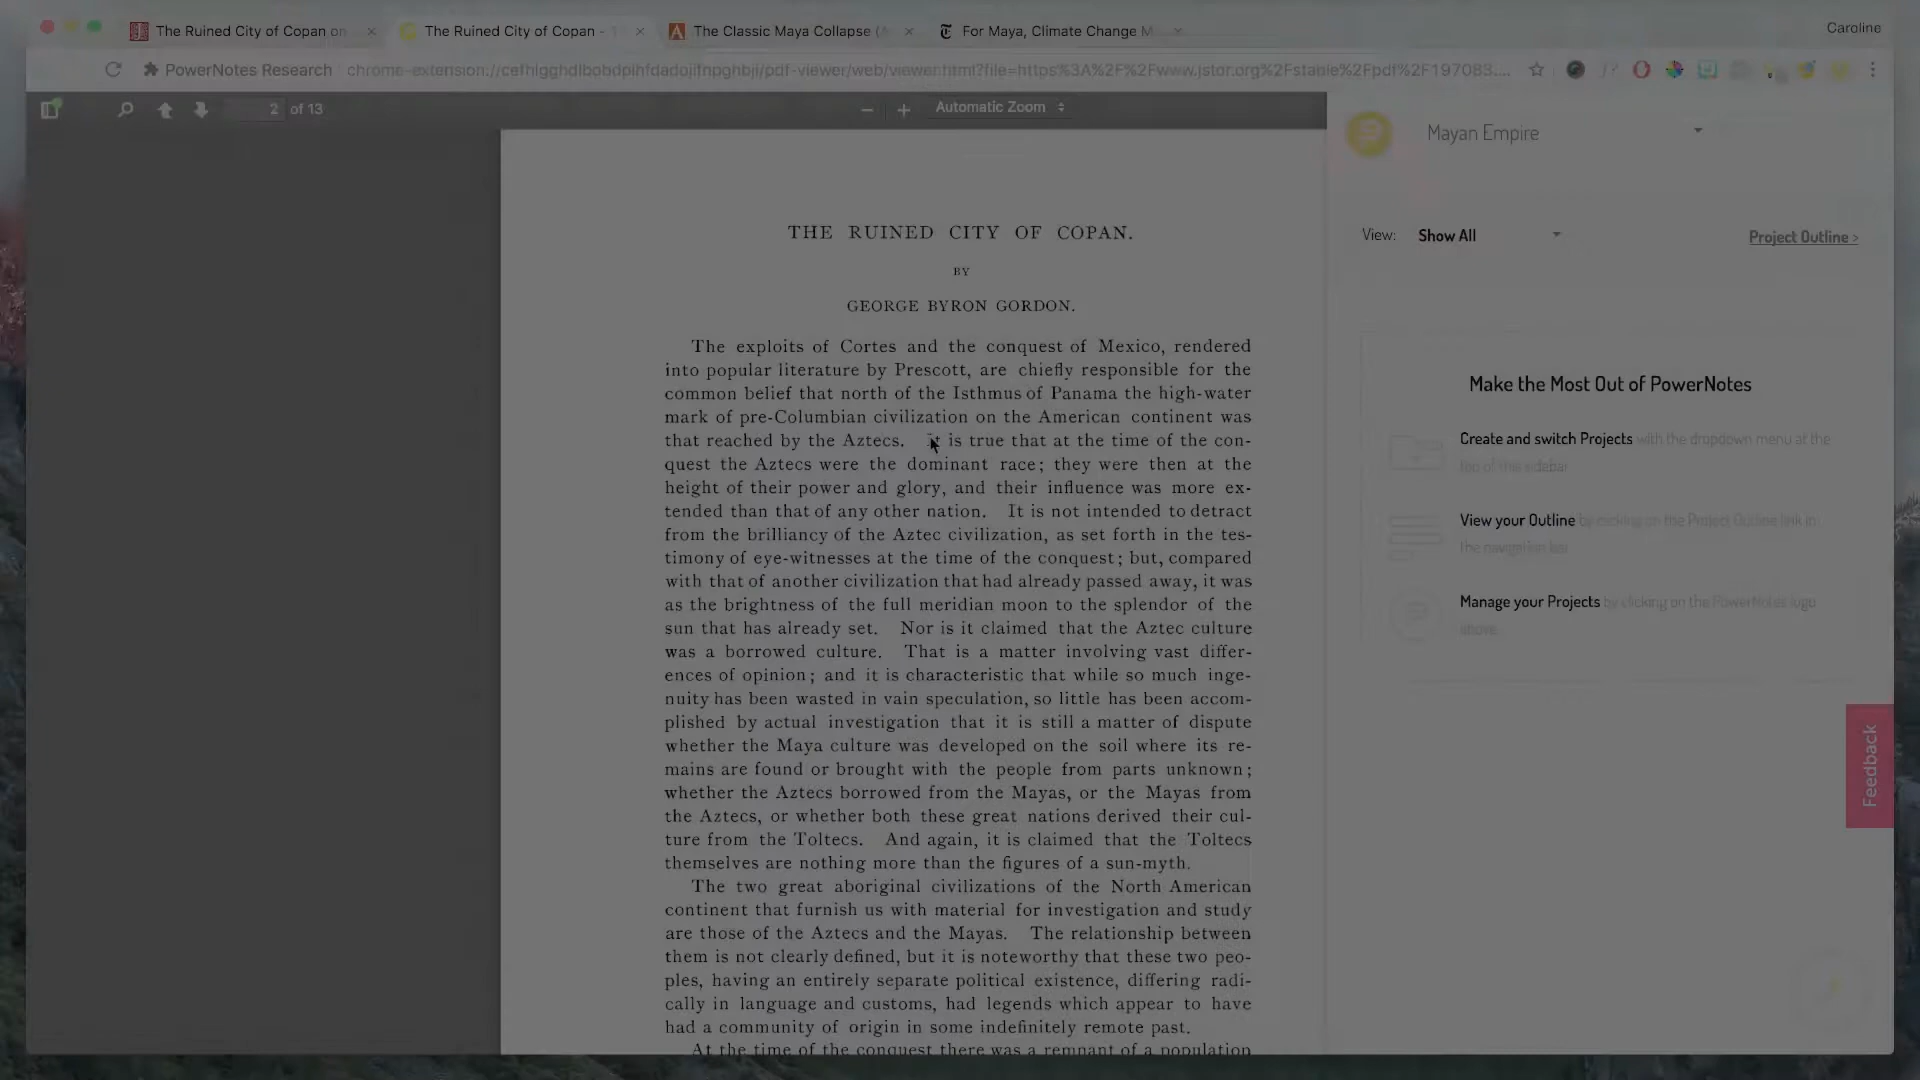 The Ruined City of Copan on
The Ruined City of Copan -
The Classic Maya Collapse (
For Maya, Climate Change M
Caroline
PowerNotes Research
2 of 13
Automatic Zoom
Mayan Empire
View: Show All
Project Outline >
THE RUINED CITY OF COPAN.
BY
GEORGE BYRON GORDON.
The exploits of Cortes and the conquest of Mexico, rendered
into popular literature by Prescott, are chiefly responsible for the
common belief that north of the Isthmus of Panama the high-water
mark of pre-Columbian civilization on the American continent was
that reached by the Aztecs. It is true that at the time of the con-
quest the Aztecs were the dominant race; they were then at the
height of their power and glory, and their influence was more ex-
tended than that of any other nation. It is not intended to detract
from the brilliancy of the Aztec civilization, as set forth in the tes-
timony of eye-witnesses at the time of the conquest; but, compared
with that of another civilization that had already passed away, it was
as the brightness of the full meridian moon to the splendor of the
sun that has already set. Nor is it claimed that the Aztec culture
was a borrowed culture. That is a matter involving vast differ-
ences of opinion; and it is characteristic that while so much inge-
nuity has been wasted in vain speculation, so little has been accom-
plished by actual investigation that it is still a matter of dispute
whether the Maya culture was developed on the soil where its re-
mains are found or brought with the people from parts unknown;
whether the Aztecs borrowed from the Mayas, or the Mayas from
the Aztecs, or whether both these great nations derived their cul-
ture from the Toltecs. And again, it is claimed that the Toltecs
themselves are nothing more than the figures of a sun-myth.
The two great aboriginal civilizations of the North American
continent that furnish us with material for investigation and study
are those of the Aztecs and the Mayas. The relationship between
them is not clearly defined, but it is noteworthy that these two peo-
ples, having an entirely separate political existence, differing radi-
cally in language and customs, had legends which appear to have
had a community of origin in some indefinitely remote past.
At the time of the conquest there was a remnant of a population
Make the Most Out of PowerNotes
Create and switch Projects with the dropdown menu at the
top of this sidebar
View your Outline by clicking on the Project Outline link in
the navigation bar
Manage your Projects by clicking on the PowerNotes logo
above
Feedback